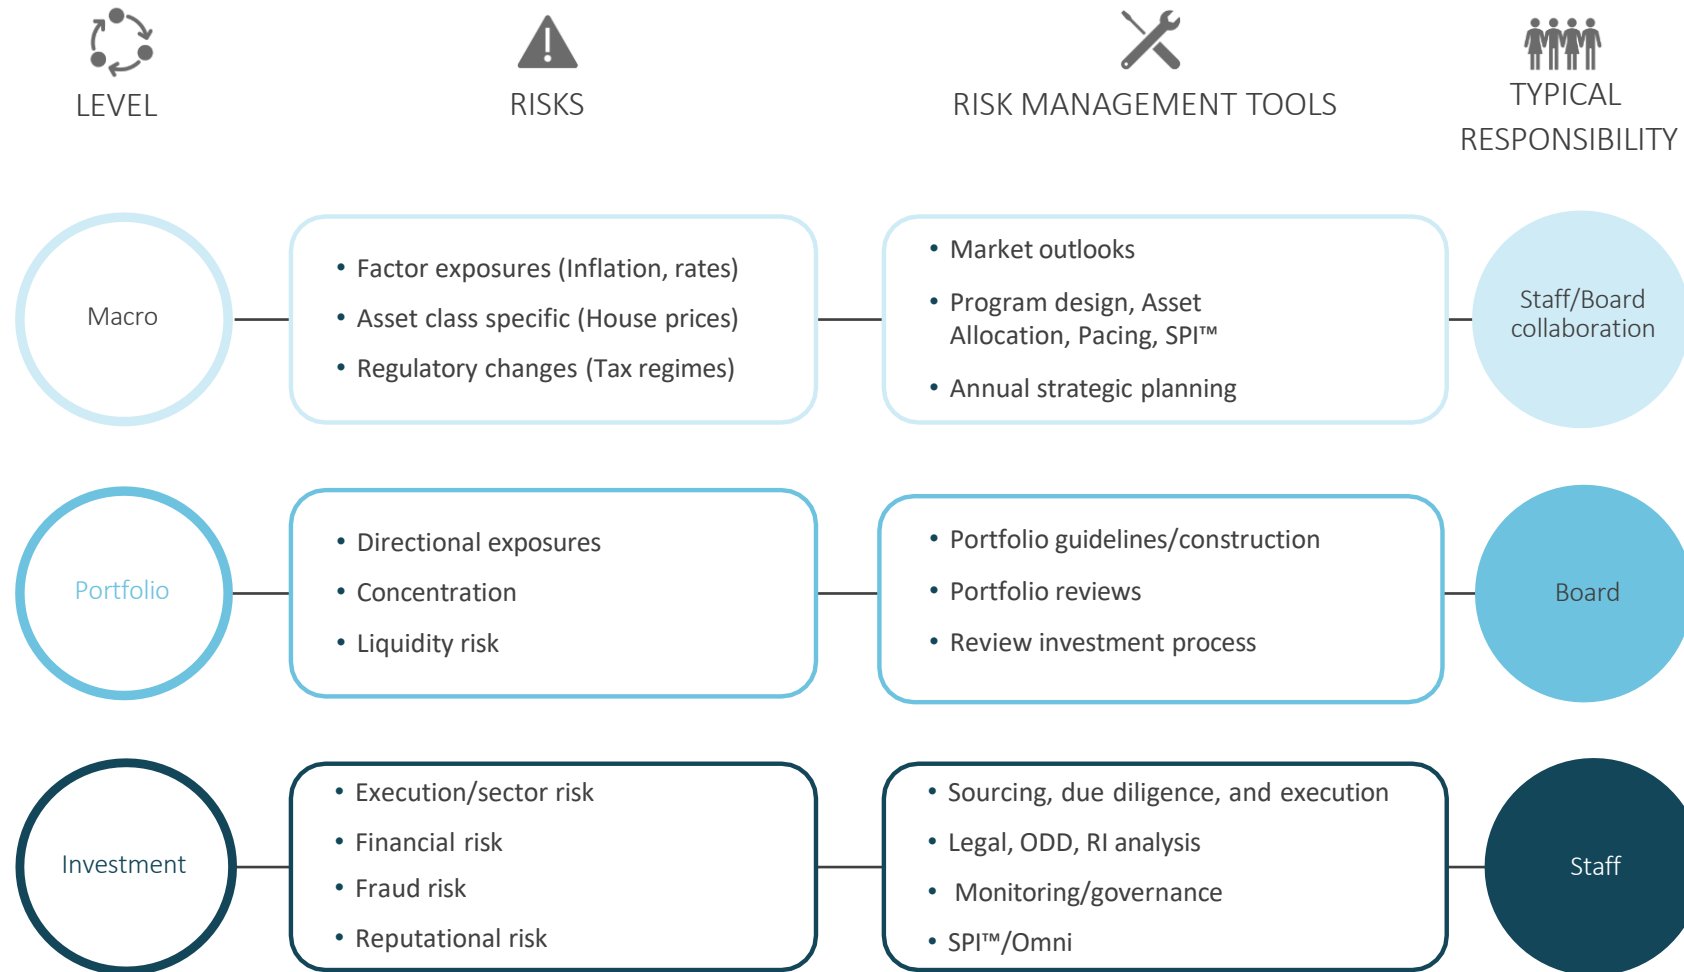 LEVEL
RISKS
RISK MANAGEMENT TOOLS
TYPICAL
RESPONSIBILITY
Macro
• Factor exposures (Inflation, rates)
• Asset class specific (House prices)
• Regulatory changes (Tax regimes)
• Market outlooks
• Program design, Asset
Allocation, Pacing, SPI™
• Annual strategic planning
Staff/Board
collaboration
Portfolio
• Directional exposures
• Concentration
• Liquidity risk
• Portfolio guidelines/construction
• Portfolio reviews
• Review investment process
Board
Investment
• Execution/sector risk
• Financial risk
• Fraud risk
• Reputational risk
• Sourcing, due diligence, and execution
• Legal, ODD, RI analysis
• Monitoring/governance
• SPI™/Omni
Staff